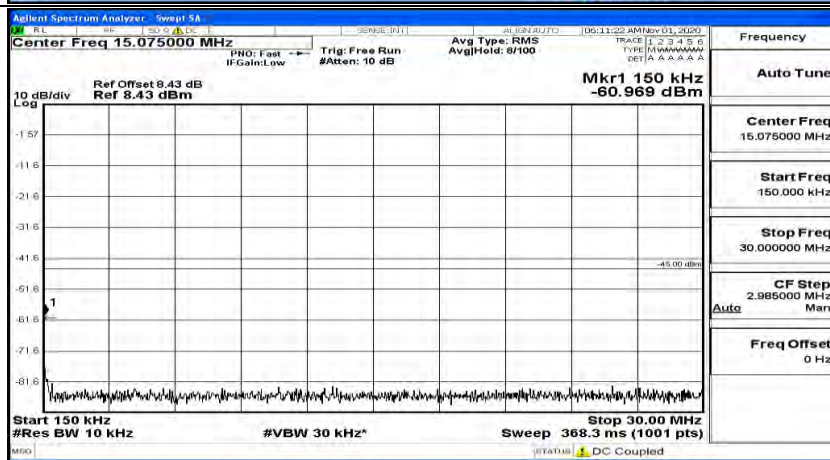 Agilent Spectrum Analyzer - Swept SA
RL RF 50 Ω DC SENSE:INT ALIGN AUTO 06:11:22 AM Nov 01, 2020
Center Freq 15.075000 MHz
PNO: Fast
IFGain:Low
Trig: Free Run
#Atten: 10 dB
Avg Type: RMS
Avg|Hold: 8/100
TRACE 1 2 3 4 5 6
TYPE MWWWWW
DET A A A A A A
Frequency
Auto Tune
Center Freq
15.075000 MHz
Start Freq
150.000 kHz
Stop Freq
30.000000 MHz
CF Step
2.985000 MHz
Auto Man
Freq Offset
0 Hz
Mkr1 150 kHz
-60.969 dBm
Ref Offset 8.43 dB
10 dB/div Ref 8.43 dBm
Log
-1.57
-11.6
-21.6
-31.6
-41.6
-45.00 dBm
-51.6
1
-61.6
-71.6
-81.6
Start 150 kHz
Stop 30.00 MHz
#Res BW 10 kHz
#VBW 30 kHz*
Sweep 368.3 ms (1001 pts)
MSG
STATUS DC Coupled